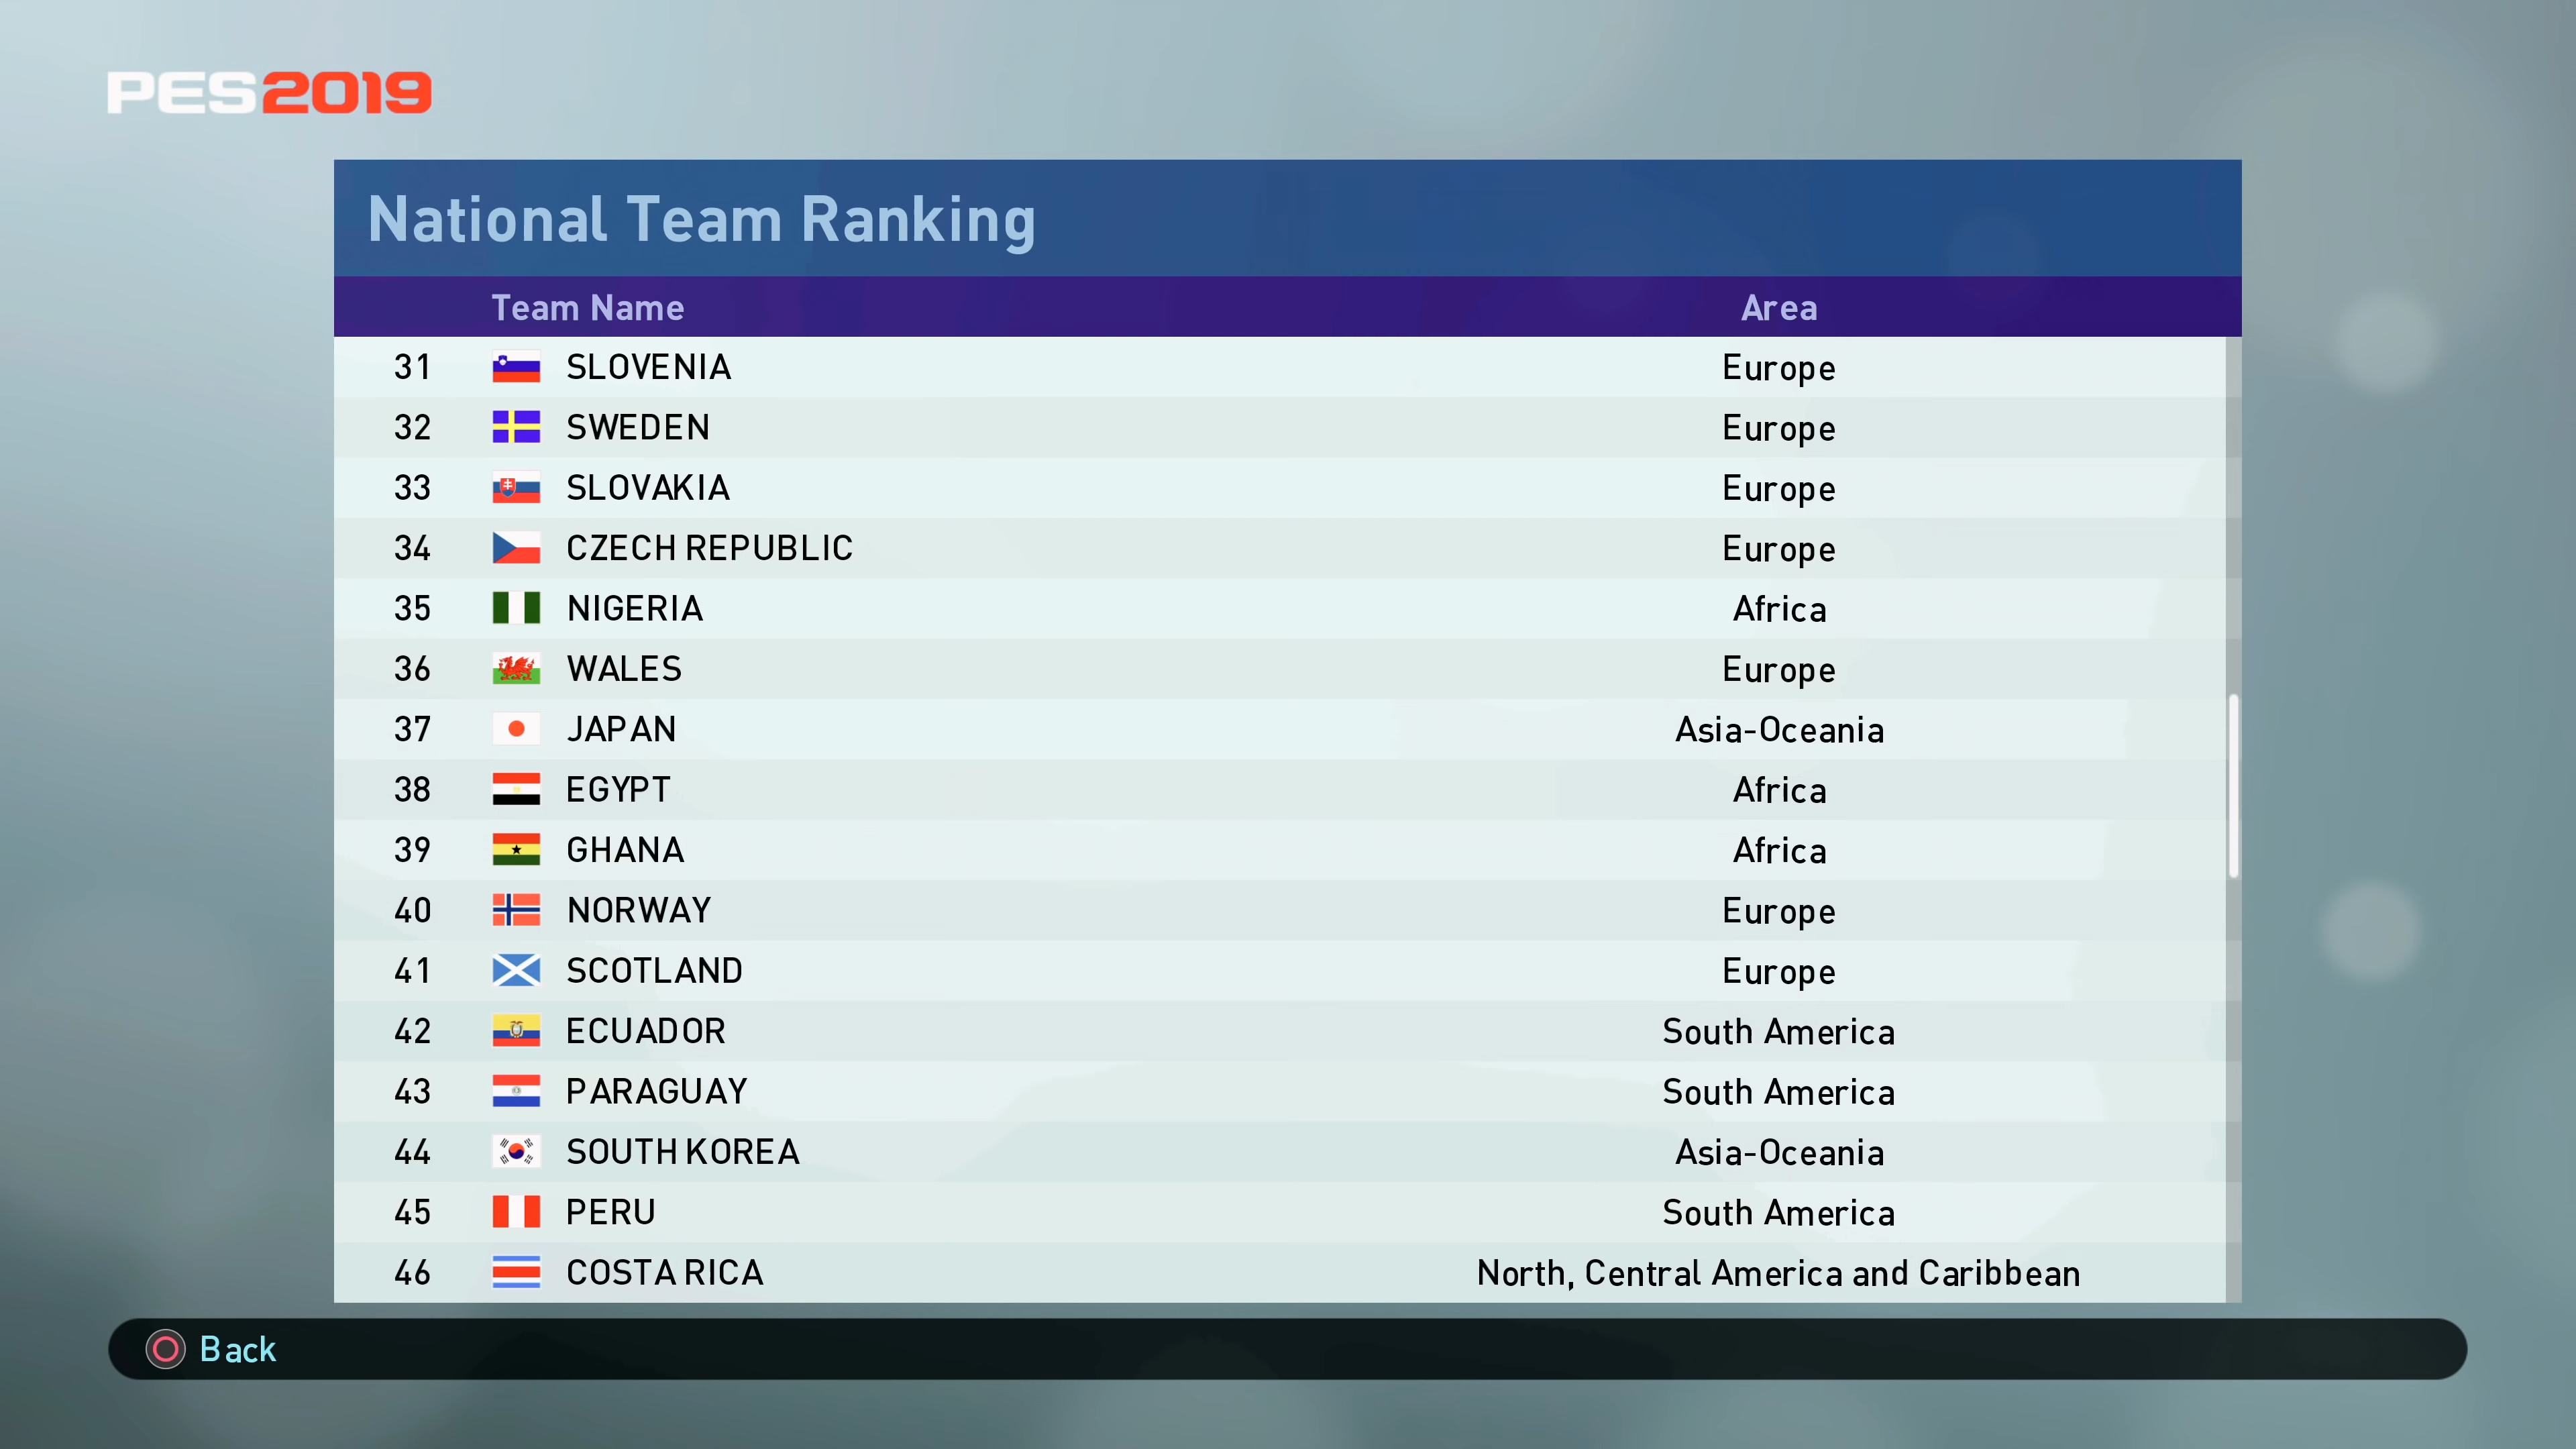 PES2019
National Team Ranking
Team Name Area
31 SLOVENIA Europe
32 SWEDEN Europe
33 SLOVAKIA Europe
34 CZECH REPUBLIC Europe
35 NIGERIA Africa
36 WALES Europe
37 JAPAN Asia-Oceania
38 EGYPT Africa
39 GHANA Africa
40 NORWAY Europe
41 SCOTLAND Europe
42 ECUADOR South America
43 PARAGUAY South America
44 SOUTH KOREA Asia-Oceania
45 PERU South America
46 COSTA RICA North, Central America and Caribbean
Back